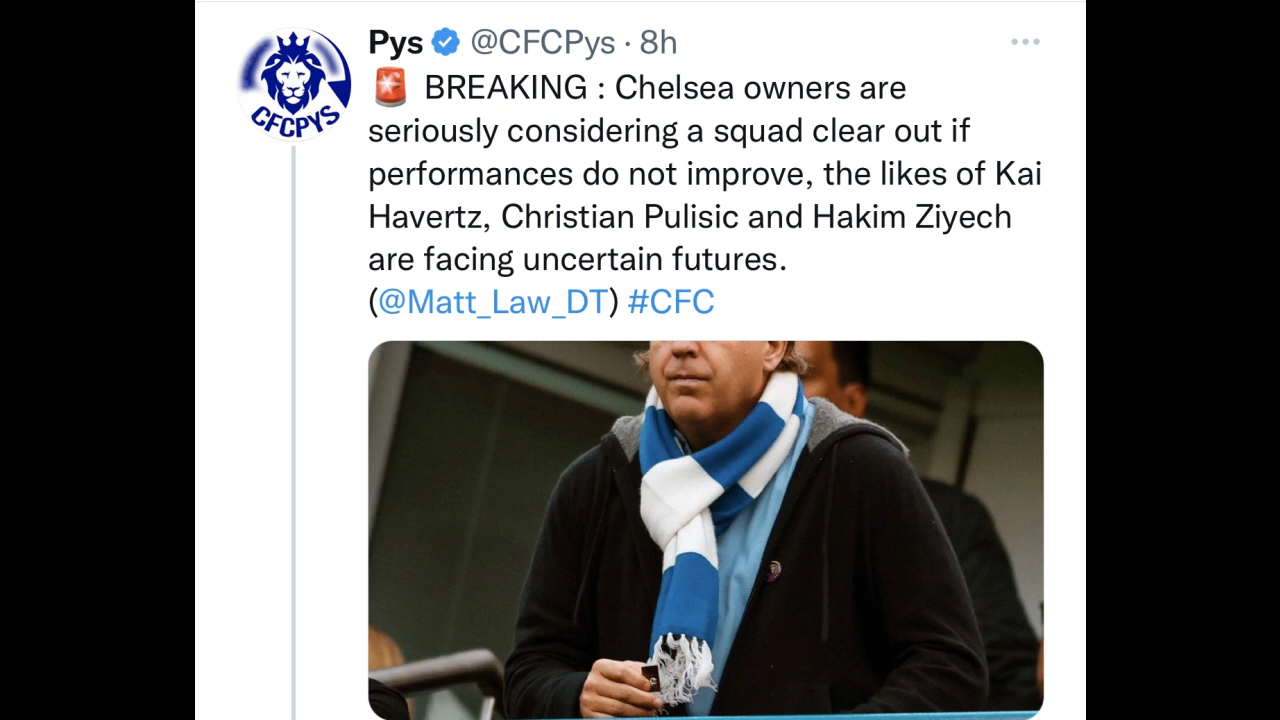 Pys @CFCPys · 8h
🚨 BREAKING : Chelsea owners are
seriously considering a squad clear out if
performances do not improve, the likes of Kai
Havertz, Christian Pulisic and Hakim Ziyech
are facing uncertain futures.
(@Matt_Law_DT) #CFC
CFCPYS